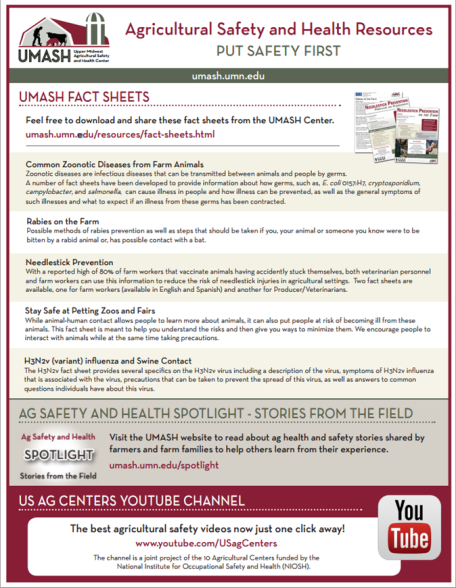 UMASH
Upper Midwest
Agricultural Safety
and Health Center
Agricultural Safety and Health Resources
PUT SAFETY FIRST
umash.umn.edu
UMASH FACT SHEETS
Feel free to download and share these fact sheets from the UMASH Center.
umash.umn.edu/resources/fact-sheets.html
Common Zoonotic Diseases from Farm Animals
Zoonotic diseases are infectious diseases that can be transmitted between animals and people by germs.
A number of fact sheets have been developed to provide information about how germs, such as, E. coli 0157:H7, cryptosporidium,
campylobacter, and salmonella, can cause illness in people and how illness can be prevented, as well as the general symptoms of
such illnesses and what to expect if an illness from these germs has been contracted.
Rabies on the Farm
Possible methods of rabies prevention as well as steps that should be taken if you, your animal or someone you know were to be
bitten by a rabid animal or, has possible contact with a bat.
Needlestick Prevention
With a reported high of 80% of farm workers that vaccinate animals having accidently stuck themselves, both veterinary personnel
and farm workers can use this information to reduce the risk of needlestick injuries in agricultural settings. Two fact sheets are
available, one for farm workers (available in English and Spanish) and another for Producer/Veterinarians.
Stay Safe at Petting Zoos and Fairs
While animal-human contact allows people to learn more about animals, it can also put people at risk of becoming ill from these
animals. This fact sheet is meant to help you understand the risks and then give you ways to minimize them. We encourage people to
interact with animals while at the same time taking precautions.
H3N2v (variant) influenza and Swine Contact
The H3N2v fact sheet provides several specifics on the H3N2v virus including a description of the virus, symptoms of H3N2v influenza
that is associated with the virus, precautions that can be taken to prevent the spread of this virus, as well as answers to common
questions individuals have about this virus.
AG SAFETY AND HEALTH SPOTLIGHT - STORIES FROM THE FIELD
Ag Safety and Health
SPOTLIGHT
Stories from the Field
Visit the UMASH website to read about ag health and safety stories shared by
farmers and farm families to help others learn from their experience.
umash.umn.edu/spotlight
US AG CENTERS YOUTUBE CHANNEL
The best agricultural safety videos now just one click away!
www.youtube.com/USagCenters
The channel is a joint project of the 10 Agricultural Centers funded by the
National Institute for Occupational Safety and Health (NIOSH).
You
Tube